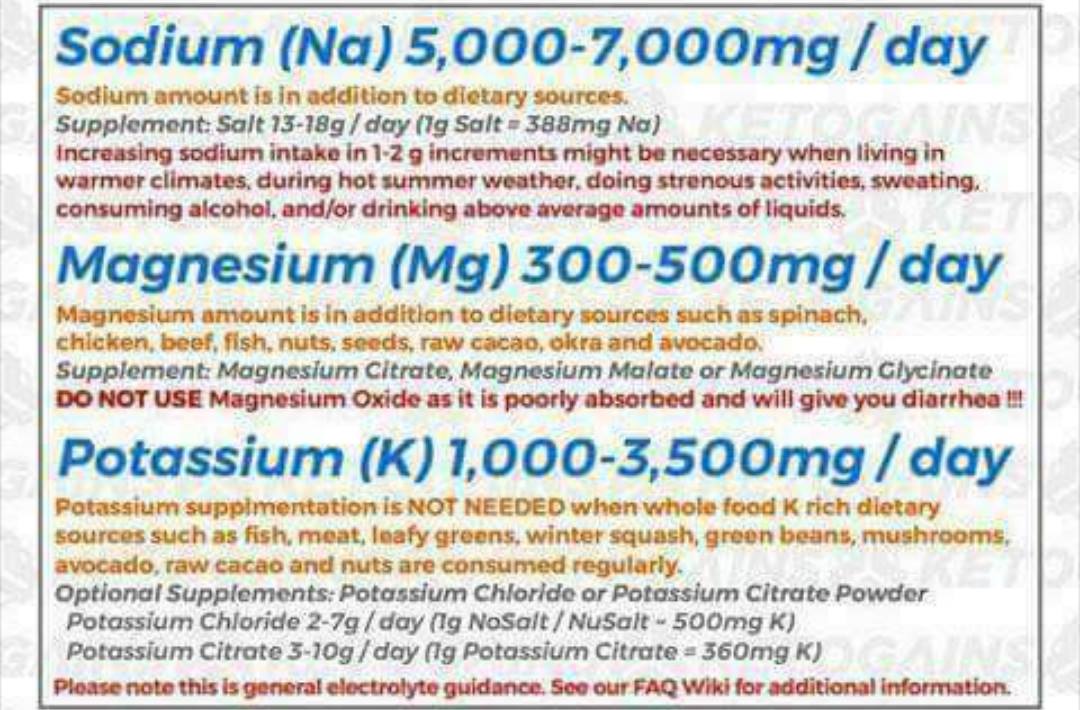 Sodium (Na) 5,000-7,000mg / day
Sodium amount is in addition to dietary sources.
Supplement: Salt 13-18g / day (1g Salt = 388mg Na)
Increasing sodium intake in 1-2 g increments might be necessary when living in
warmer climates, during hot summer weather, doing strenous activities, sweating,
consuming alcohol, and/or drinking above average amounts of liquids.
Magnesium (Mg) 300-500mg / day
Magnesium amount is in addition to dietary sources such as spinach,
chicken, beef, fish, nuts, seeds, raw cacao, okra and avocado.
Supplement: Magnesium Citrate, Magnesium Malate or Magnesium Glycinate
DO NOT USE Magnesium Oxide as it is poorly absorbed and will give you diarrhea !!!
Potassium (K) 1,000-3,500mg / day
Potassium supplmentation is NOT NEEDED when whole food K rich dietary
sources such as fish, meat, leafy greens, winter squash, green beans, mushrooms,
avocado, raw cacao and nuts are consumed regularly.
Optional Supplements: Potassium Chloride or Potassium Citrate Powder
Potassium Chloride 2-7g / day (1g NoSalt / NuSalt ~ 500mg K)
Potassium Citrate 3-10g / day (1g Potassium Citrate = 360mg K)
Please note this is general electrolyte guidance. See our FAQ Wiki for additional information.
KETOGAINS